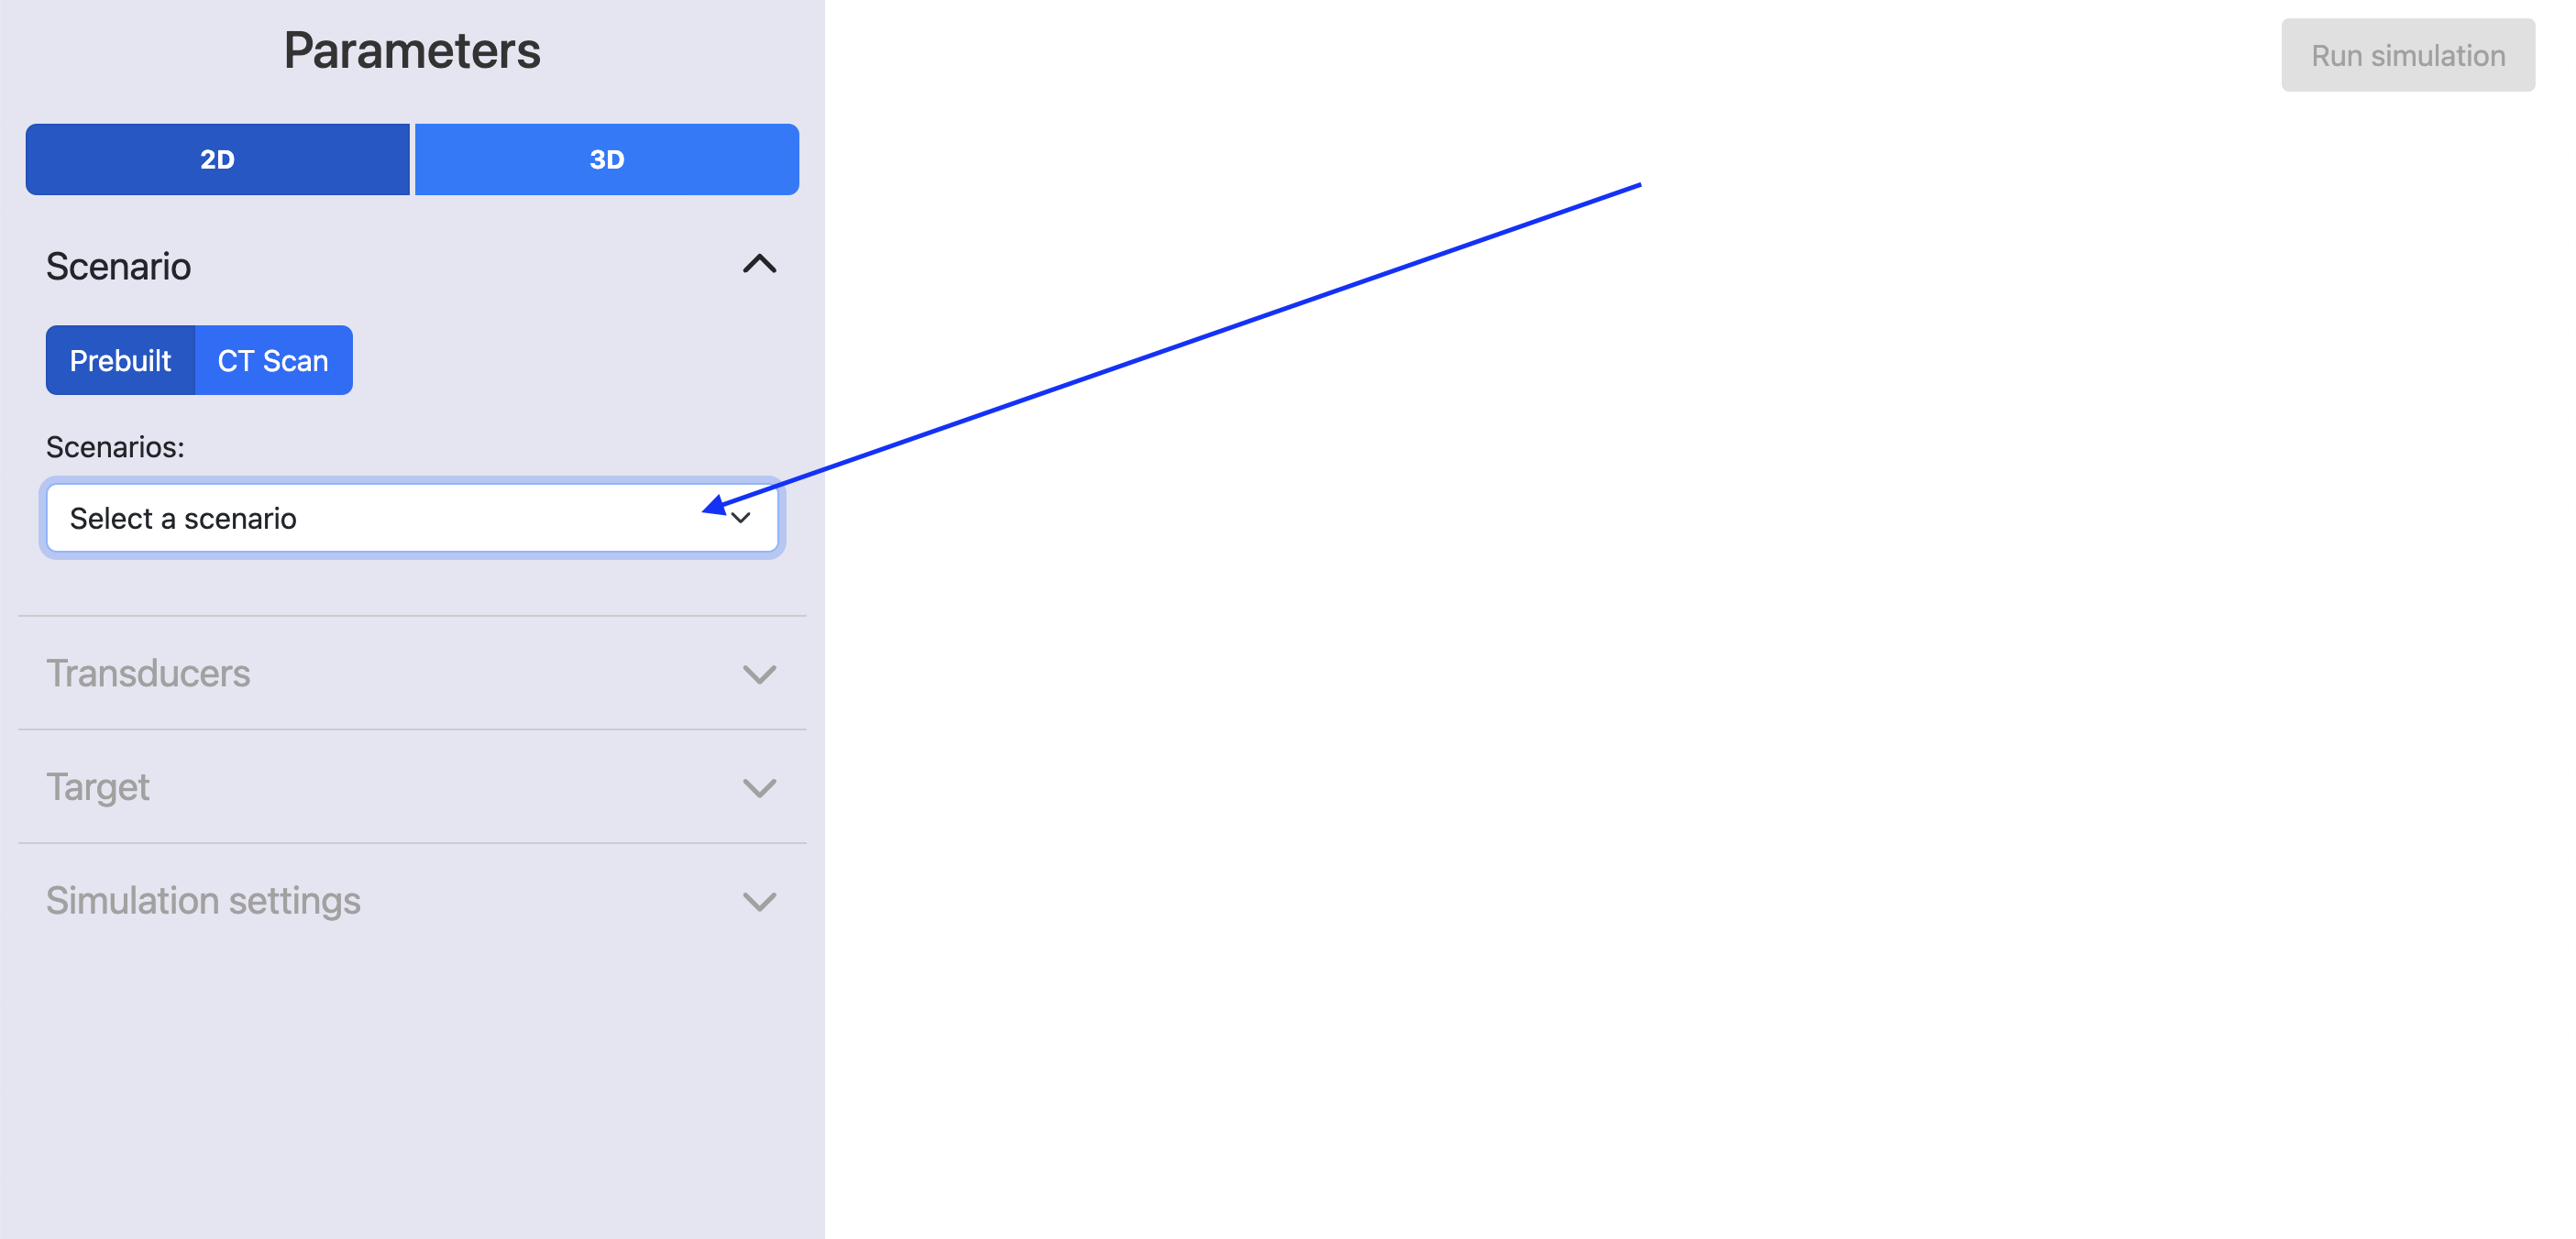 Parameters
Run simulation
2D 3D
Scenario
Prebuilt CT Scan
Scenarios:
Select a scenario
Transducers
Target
Simulation settings